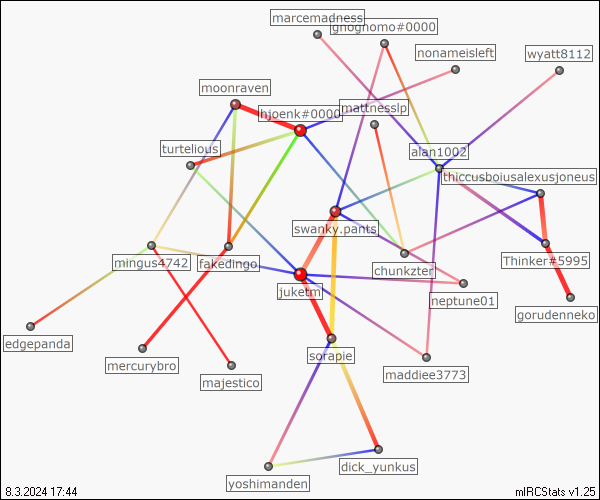 marcemadness
gnognomo#0000
nonameisleft
wyatt8112
moonraven
hjoenk#0000
mattnesslp
turtelious
alan1002
thiccusboiusalexusjoneus
swanky.pants
mingus4742
fakedingo
chunkzter
Thinker#5995
juketm
neptune01
gorudenneko
edgepanda
sorapie
mercurybro
majestico
maddiee3773
dick_yunkus
yoshimanden
8.3.2024 17:44
mIRCStats v1.25